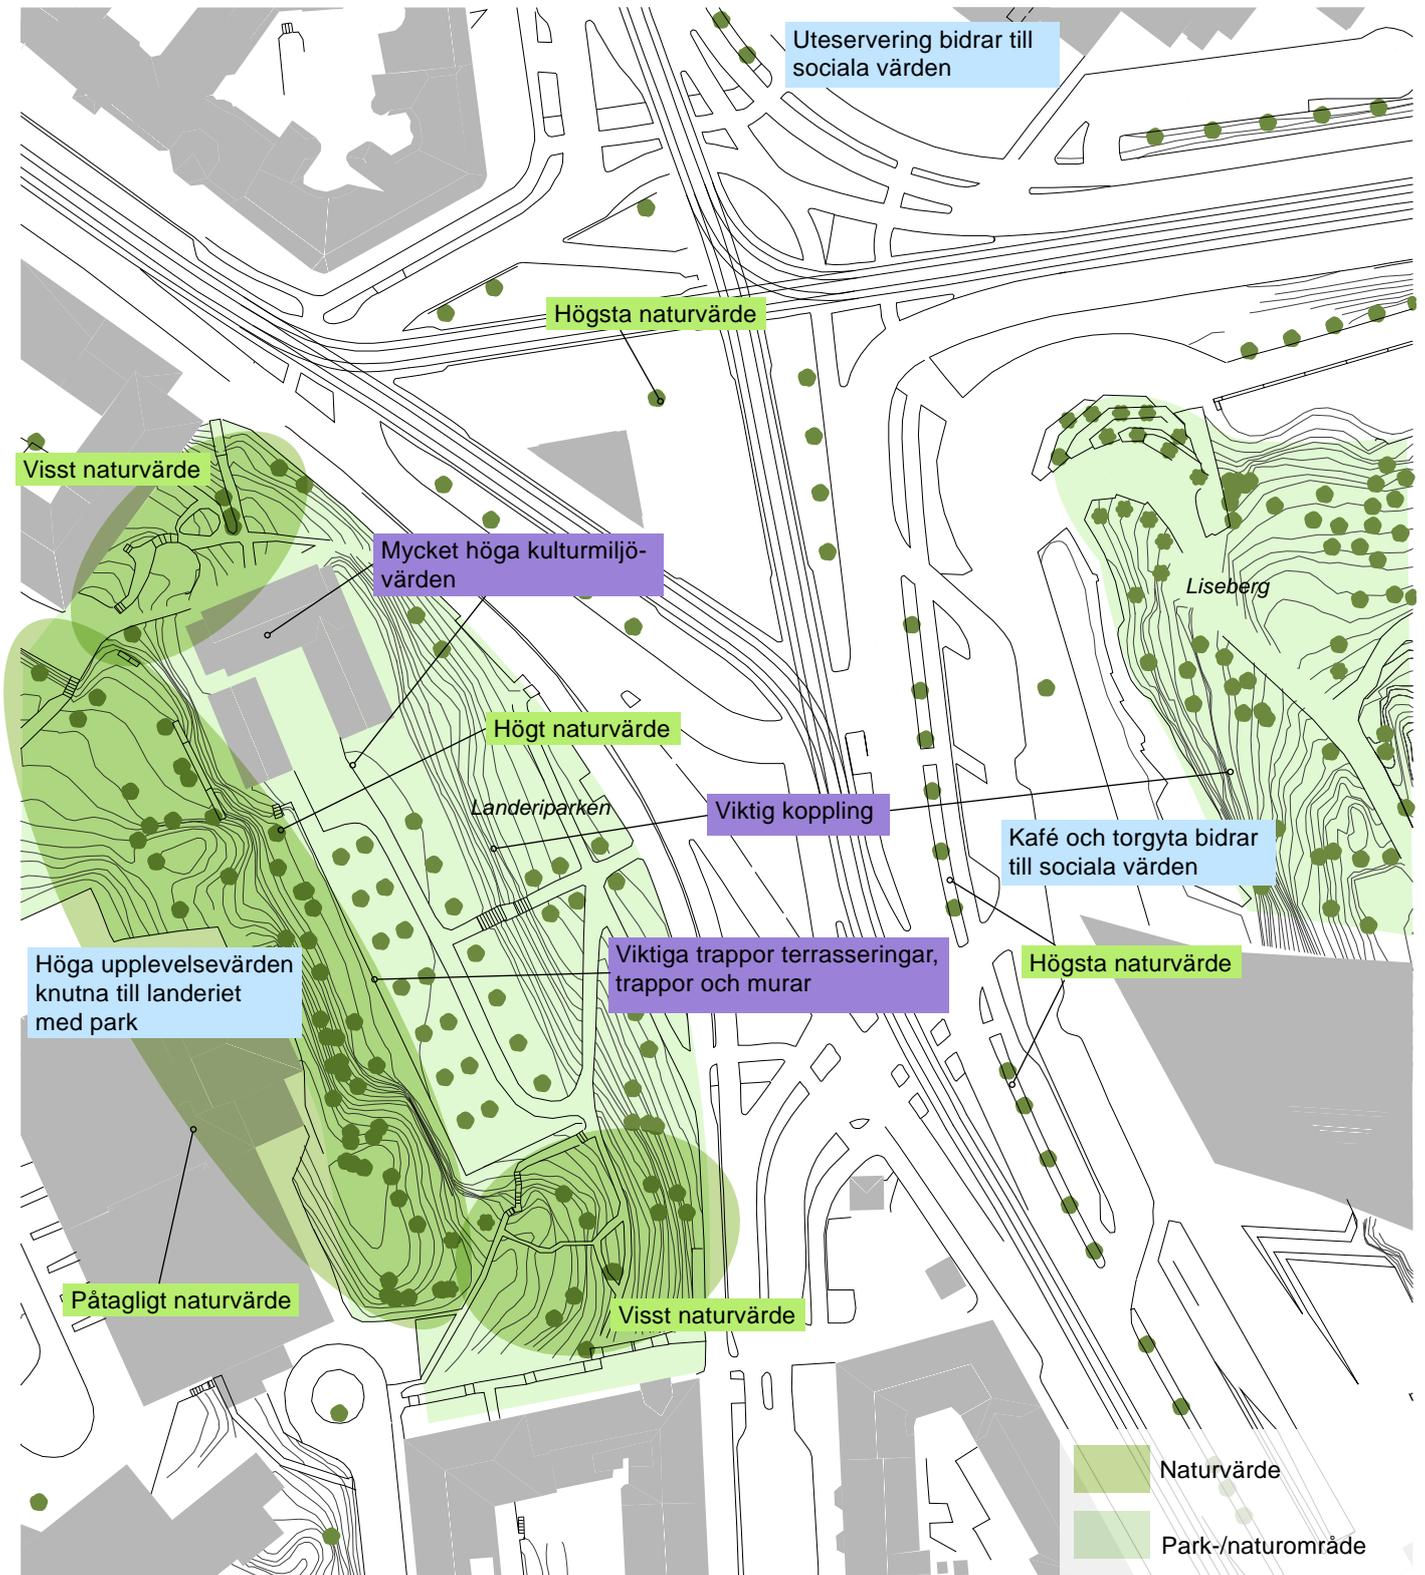 Uteservering bidrar till
sociala värden
Högsta naturvärde
Visst naturvärde
Mycket höga kulturmiljö-
värden
Liseberg
Högt naturvärde
Landeriparken
Viktig koppling
Kafé och torgyta bidrar
till sociala värden
Höga upplevelsevärden
knutna till landeriet
med park
Viktiga trappor terrasseringar,
trappor och murar
Högsta naturvärde
Påtagligt naturvärde
Visst naturvärde
Naturvärde
Park-/naturområde